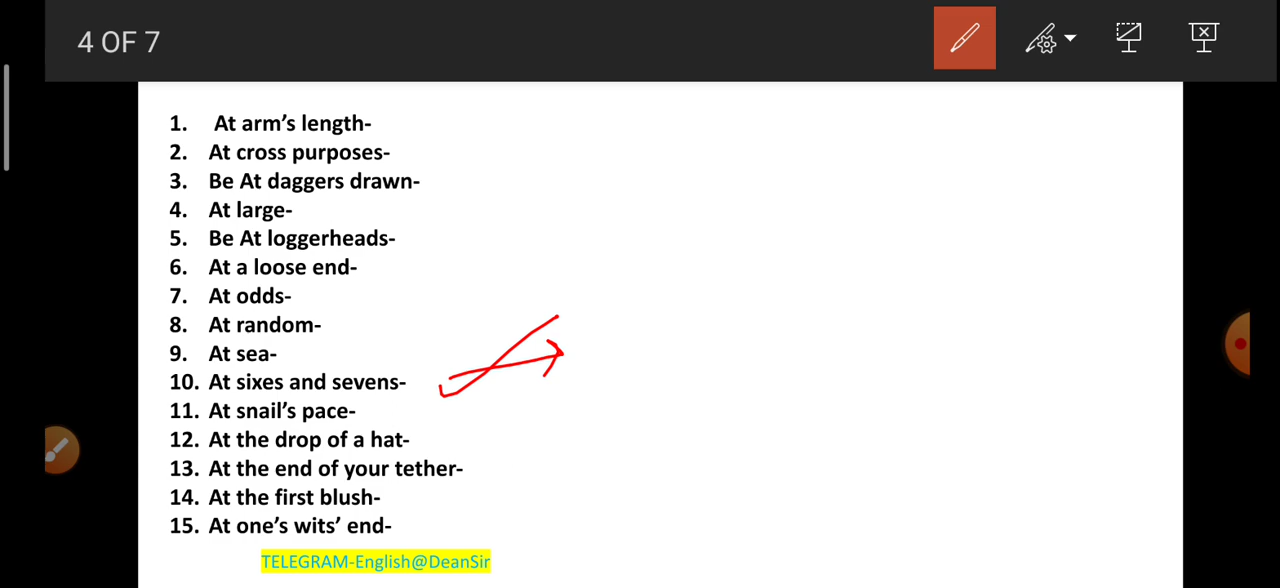 4 OF 7
1. At arm’s length-
2. At cross purposes-
3. Be At daggers drawn-
4. At large-
5. Be At loggerheads-
6. At a loose end-
7. At odds-
8. At random-
9. At sea-
10. At sixes and sevens-
11. At snail’s pace-
12. At the drop of a hat-
13. At the end of your tether-
14. At the first blush-
15. At one’s wits’ end-
TELEGRAM-English@DeanSir